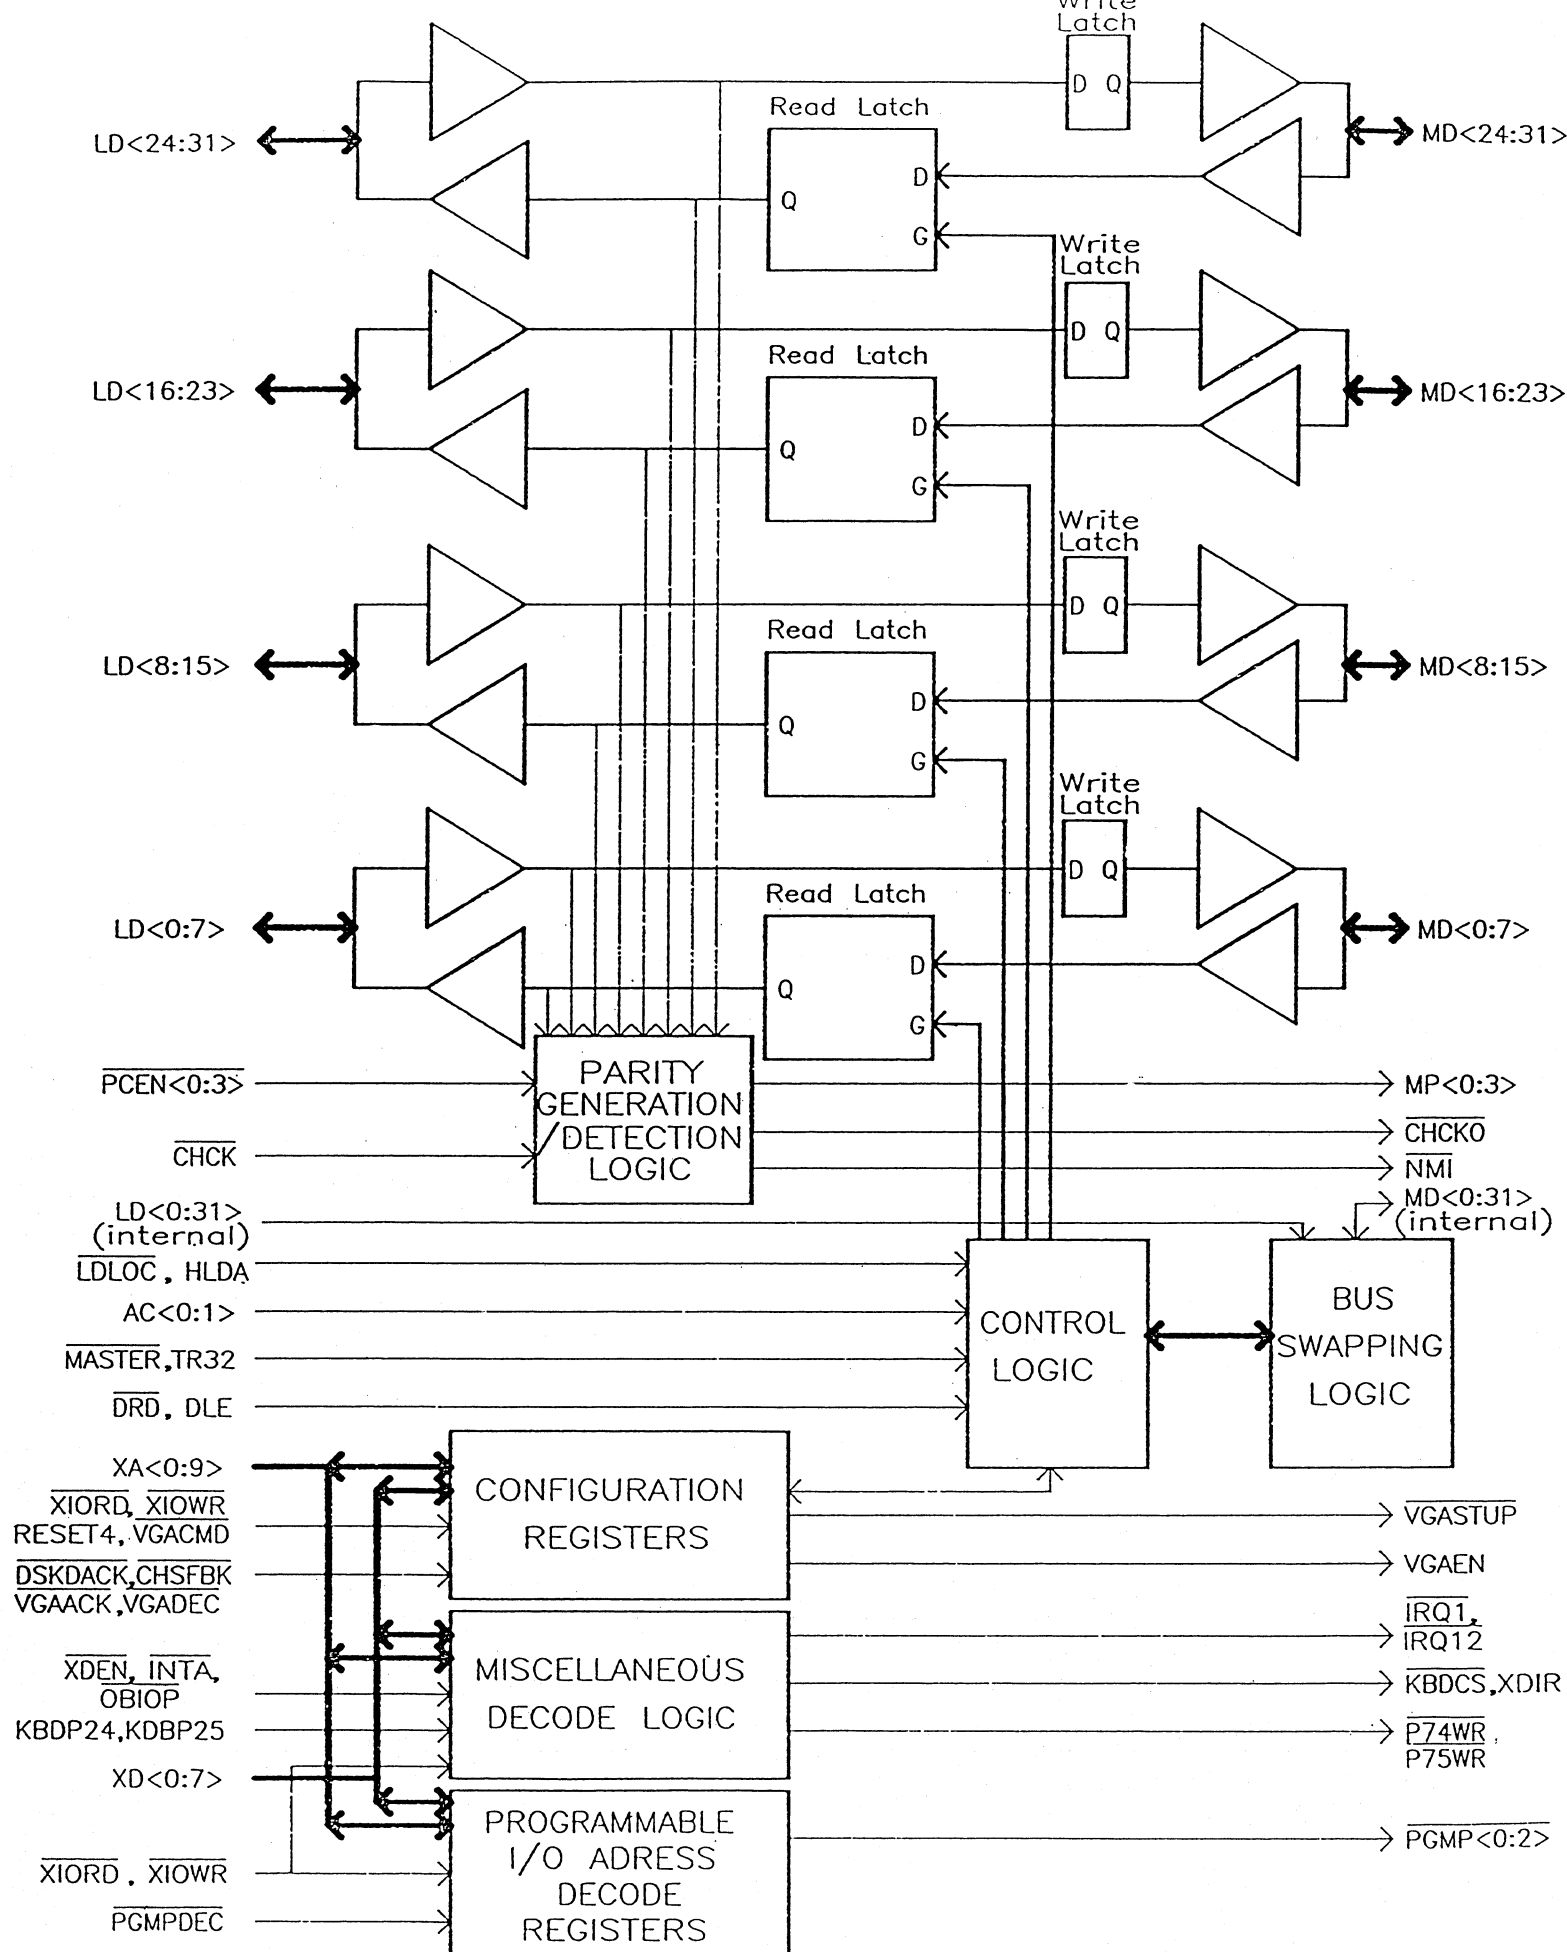 Write
Latch
D Q
Read Latch
LD<24:31>
MD<24:31>
D
Q
G
Write
Latch
D Q
Read Latch
LD<16:23>
MD<16:23>
D
Q
G
Write
Latch
D Q
Read Latch
LD<8:15>
MD<8:15>
D
Q
G
Write
Latch
D Q
Read Latch
LD<0:7>
MD<0:7>
D
Q
G
PCEN<0:3>
CHCK
PARITY
GENERATION
/DETECTION
LOGIC
MP<0:3>
CHCKO
NMI
MD<0:31>
(internal)
LD<0:31>
(internal)
LDLOC, HLDA
AC<0:1>
MASTER,TR32
DRD, DLE
CONTROL
LOGIC
BUS
SWAPPING
LOGIC
XA<0:9>
XIORD, XIOWR
RESET4,VGACMD
DSKDACK,CHSFBK
VGAACK,VGADEC
CONFIGURATION
REGISTERS
VGASTUP
VGAEN
XDEN, INTA,
OBIOP
KBDP24,KDBP25
XD<0:7>
MISCELLANEOUS
DECODE LOGIC
IRQ1,
IRQ12
KBDCS,XDIR
P74WR,
P75WR
XIORD, XIOWR
PGMPDEC
PROGRAMMABLE
I/O ADRESS
DECODE
REGISTERS
PGMP<0:2>